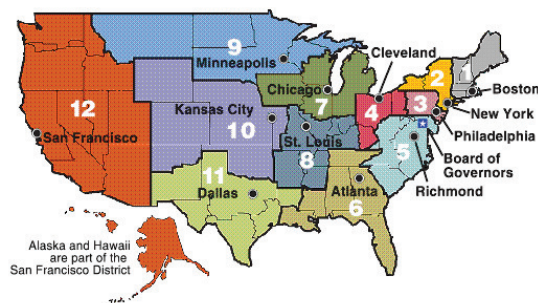 9
Minneapolis
Cleveland
2
1
Chicago
Boston
12
Kansas City
7
4
3
New York
San Francisco
10
St. Louis
Philadelphia
8
5
Board of
Governors
11
Dallas
Atlanta
Richmond
6
Alaska and Hawaii
are part of the
San Francisco District